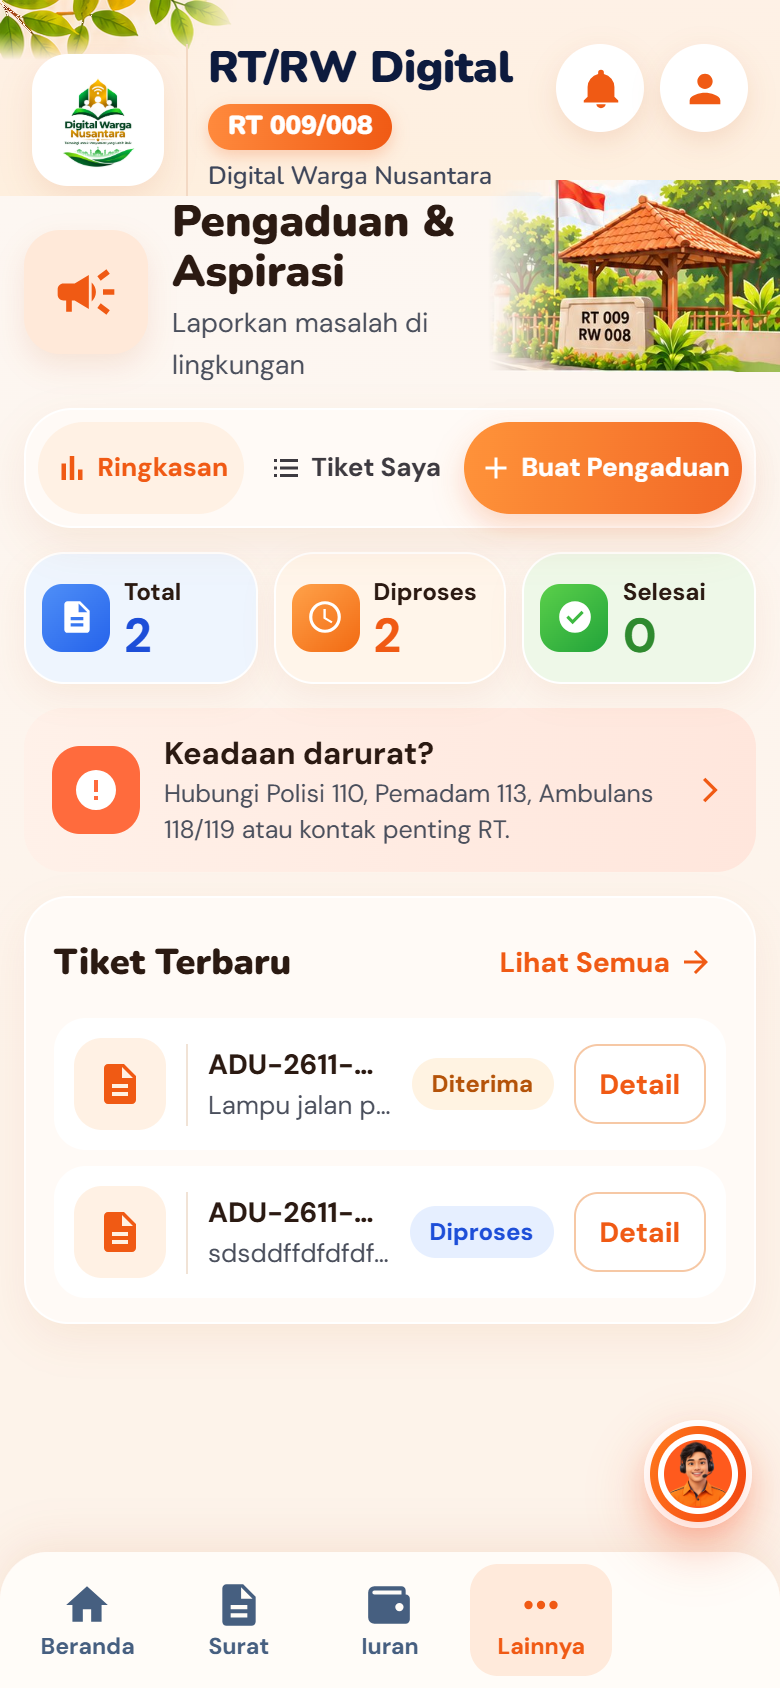 RT/RW Digital
RT 009/008
Digital Warga Nusantara
Digital Warga
Nusantara
Pengaduan &
Aspirasi
Laporkan masalah di
lingkungan
RT 009
RW 008
Ringkasan
Tiket Saya
+ Buat Pengaduan
Total
2
Diproses
2
Selesai
0
Keadaan darurat?
Hubungi Polisi 110, Pemadam 113, Ambulans
118/119 atau kontak penting RT.
Tiket Terbaru
Lihat Semua →
ADU-2611-...
Lampu jalan p...
Diterima
Detail
ADU-2611-...
sdsddffdfdfdf...
Diproses
Detail
Beranda
Surat
Iuran
Lainnya